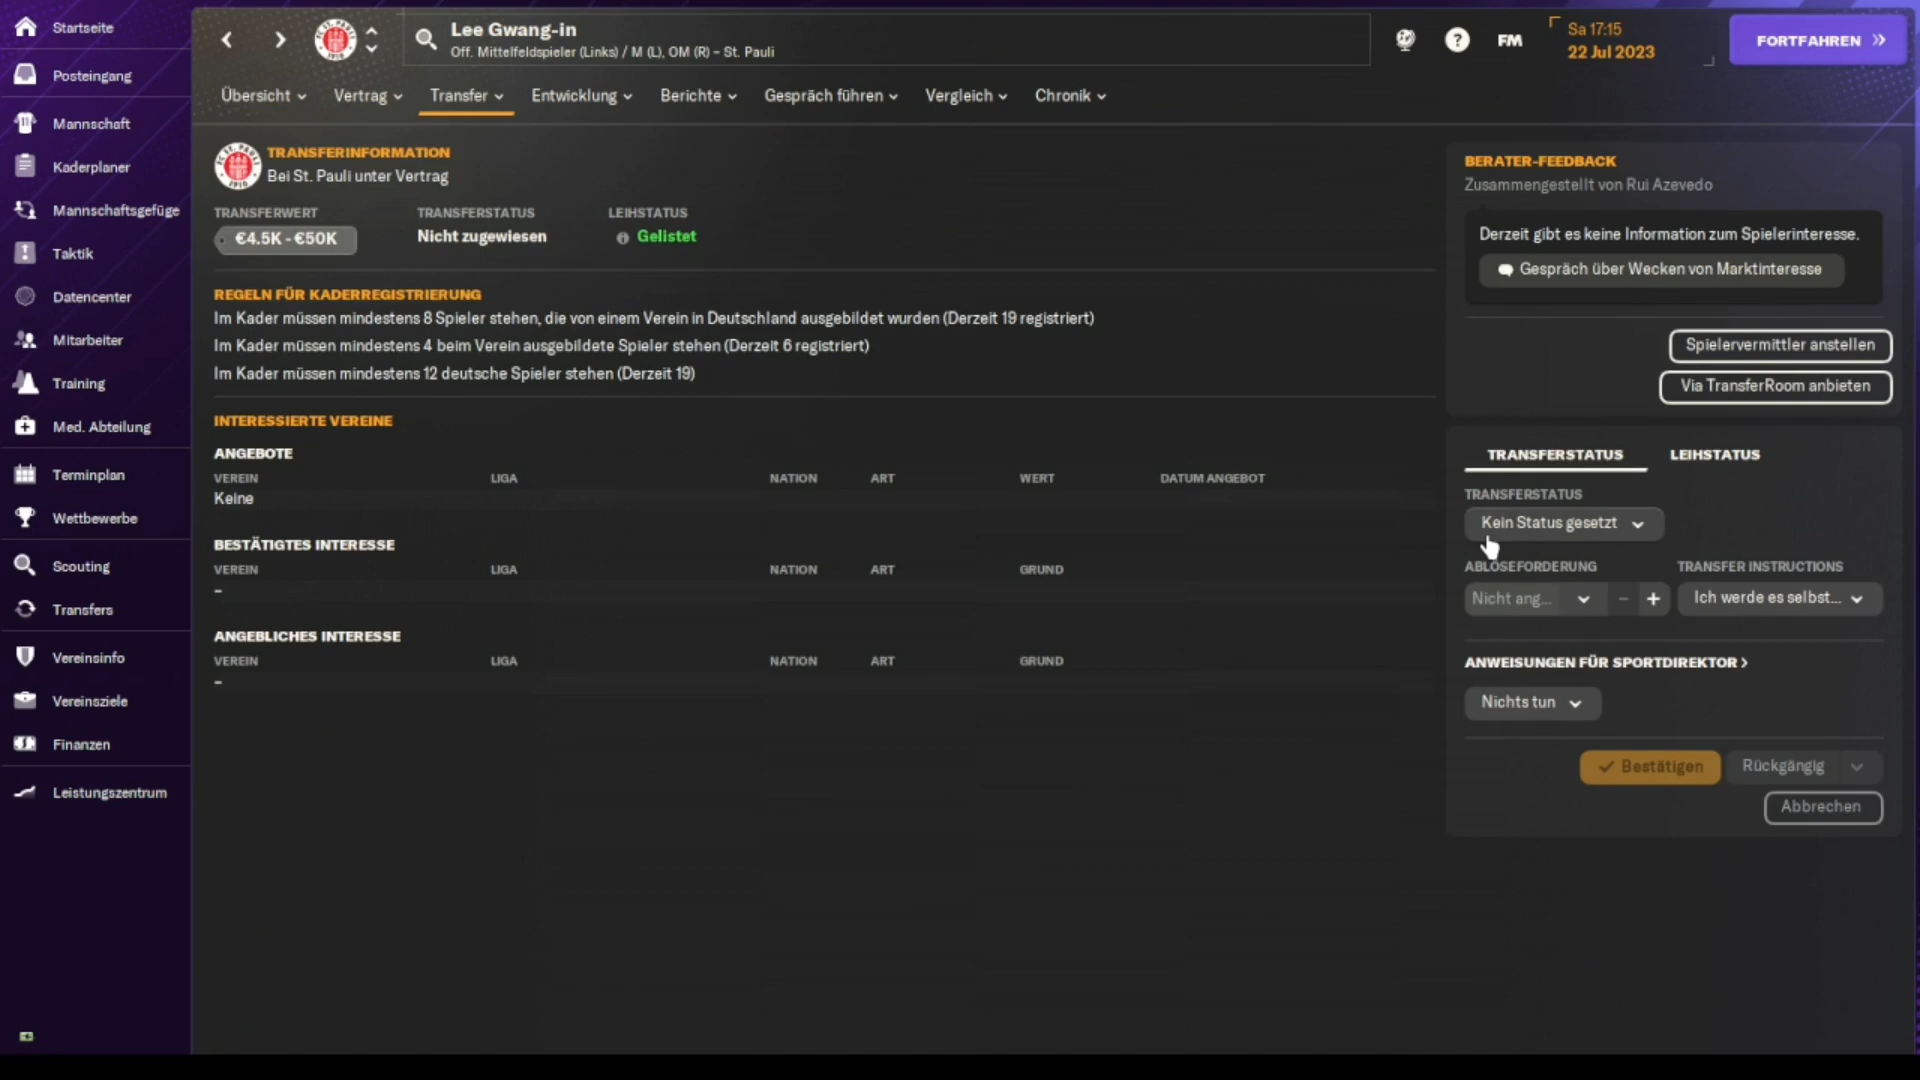 Startseite
Posteingang
Mannschaft
Kaderplaner
Mannschaftsgefüge
Taktik
Datencenter
Mitarbeiter
Training
Med. Abteilung
Terminplan
Wettbewerbe
Scouting
Transfers
Vereinsinfo
Vereinsziele
Finanzen
Leistungszentrum
Lee Gwang-in
Off. Mittelfeldspieler (Links) / M (L), OM (R) – St. Pauli
?
FM
Sa 17:15
22 Jul 2023
FORTFAHREN
Übersicht Vertrag Transfer Entwicklung Berichte Gespräch führen Vergleich Chronik
TRANSFERINFORMATION
Bei St. Pauli unter Vertrag
TRANSFERWERT TRANSFERSTATUS LEIHSTATUS
€4.5K - €50K Nicht zugewiesen Gelistet
REGELN FÜR KADERREGISTRIERUNG
Im Kader müssen mindestens 8 Spieler stehen, die von einem Verein in Deutschland ausgebildet wurden (Derzeit 19 registriert)
Im Kader müssen mindestens 4 beim Verein ausgebildete Spieler stehen (Derzeit 6 registriert)
Im Kader müssen mindestens 12 deutsche Spieler stehen (Derzeit 19)
INTERESSIERTE VEREINE
ANGEBOTE
VEREIN LIGA NATION ART WERT DATUM ANGEBOT
Keine
BESTÄTIGTES INTERESSE
VEREIN LIGA NATION ART GRUND
–
ANGEBLICHES INTERESSE
VEREIN LIGA NATION ART GRUND
–
BERATER-FEEDBACK
Zusammengestellt von Rui Azevedo
Derzeit gibt es keine Information zum Spielerinteresse.
Gespräch über Wecken von Marktinteresse
Spielervermittler anstellen
Via TransferRoom anbieten
TRANSFERSTATUS LEIHSTATUS
TRANSFERSTATUS
Kein Status gesetzt
ABLÖSEFORDERUNG TRANSFER INSTRUCTIONS
Nicht ang... – + Ich werde es selbst...
ANWEISUNGEN FÜR SPORTDIREKTOR >
Nichts tun
Bestätigen Rückgängig
Abbrechen